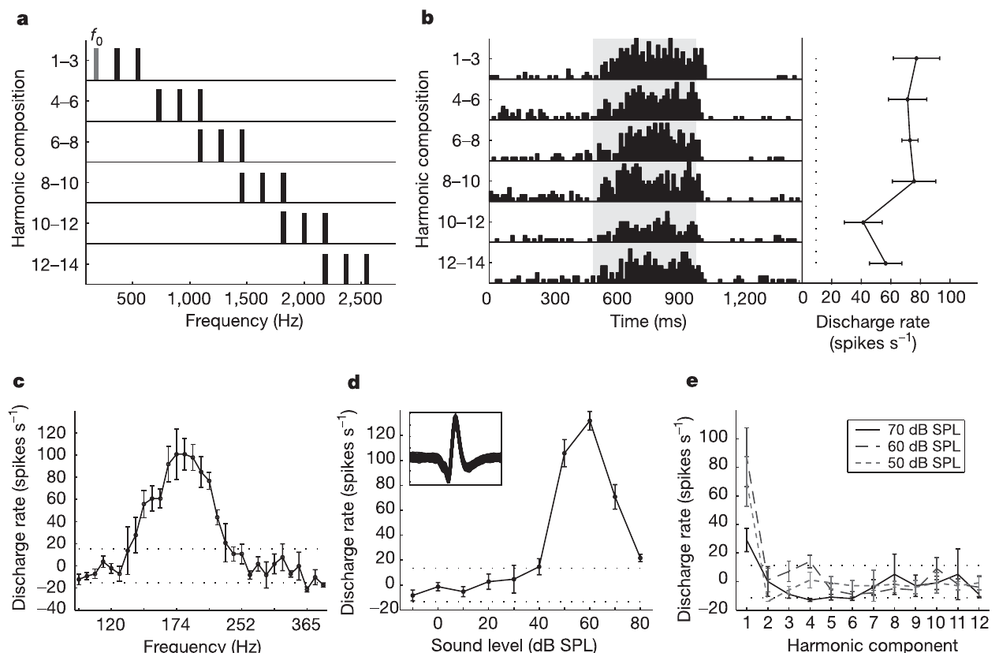 a
f0
Harmonic composition
1–3
4–6
6–8
8–10
10–12
12–14
500 1,000 1,500 2,000 2,500
Frequency (Hz)
b
Harmonic composition
1–3
4–6
6–8
8–10
10–12
12–14
0 300 600 900 1,200
Time (ms)
0 20 40 60 80 100
Discharge rate
(spikes s–1)
c
Discharge rate (spikes s–1)
120
100
80
60
40
20
0
–20
–40
120 174 252 365
Frequency (Hz)
d
Discharge rate (spikes s–1)
120
100
80
60
40
20
0
–20
0 20 40 60 80
Sound level (dB SPL)
e
Discharge rate (spikes s–1)
100
80
60
40
20
0
–20
70 dB SPL
60 dB SPL
50 dB SPL
1 2 3 4 5 6 7 8 9 10 11 12
Harmonic component